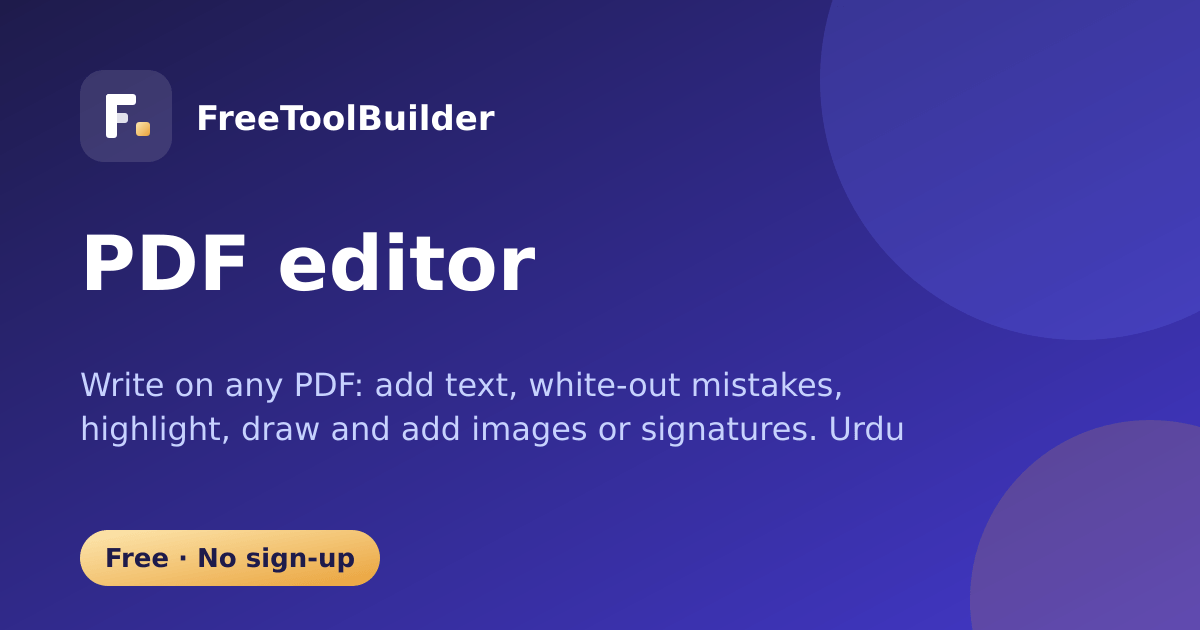 F.
FreeToolBuilder
PDF editor
Write on any PDF: add text, white-out mistakes,
highlight, draw and add images or signatures. Urdu
Free · No sign-up